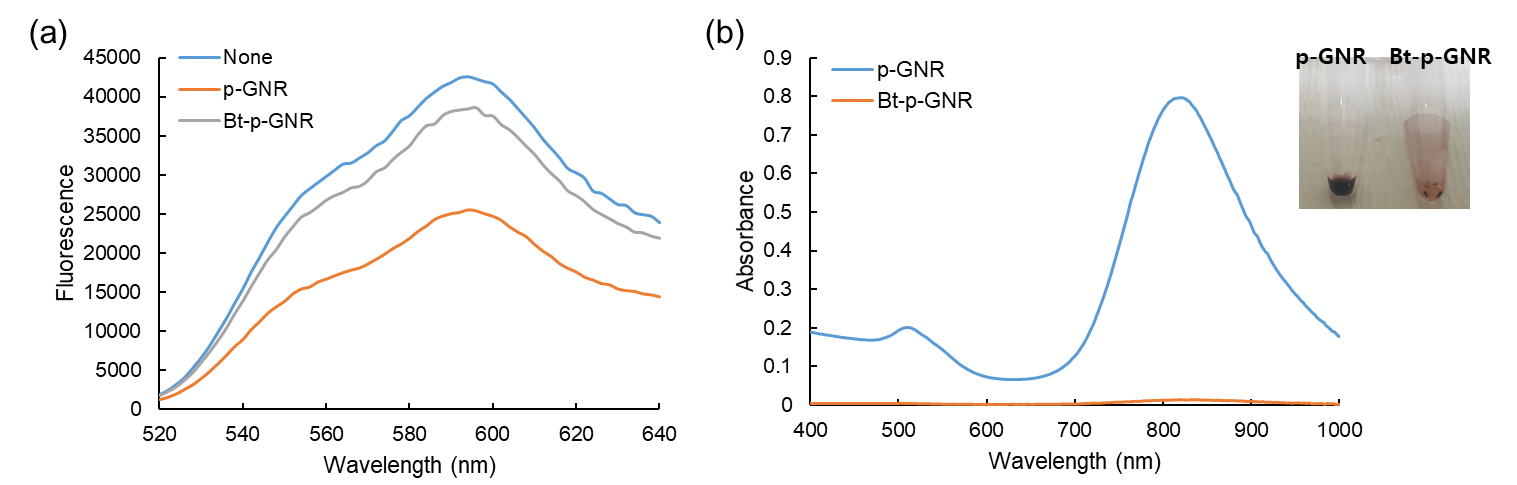 (a)
None
p-GNR
Bt-p-GNR
45000
40000
35000
30000
25000
20000
15000
10000
5000
0
Fluorescence
520 540 560 580 600 620 640
Wavelength (nm)
(b)
p-GNR
Bt-p-GNR
0.9
0.8
0.7
0.6
0.5
0.4
0.3
0.2
0.1
0
Absorbance
400 500 600 700 800 900 1000
Wavelength (nm)
p-GNR Bt-p-GNR